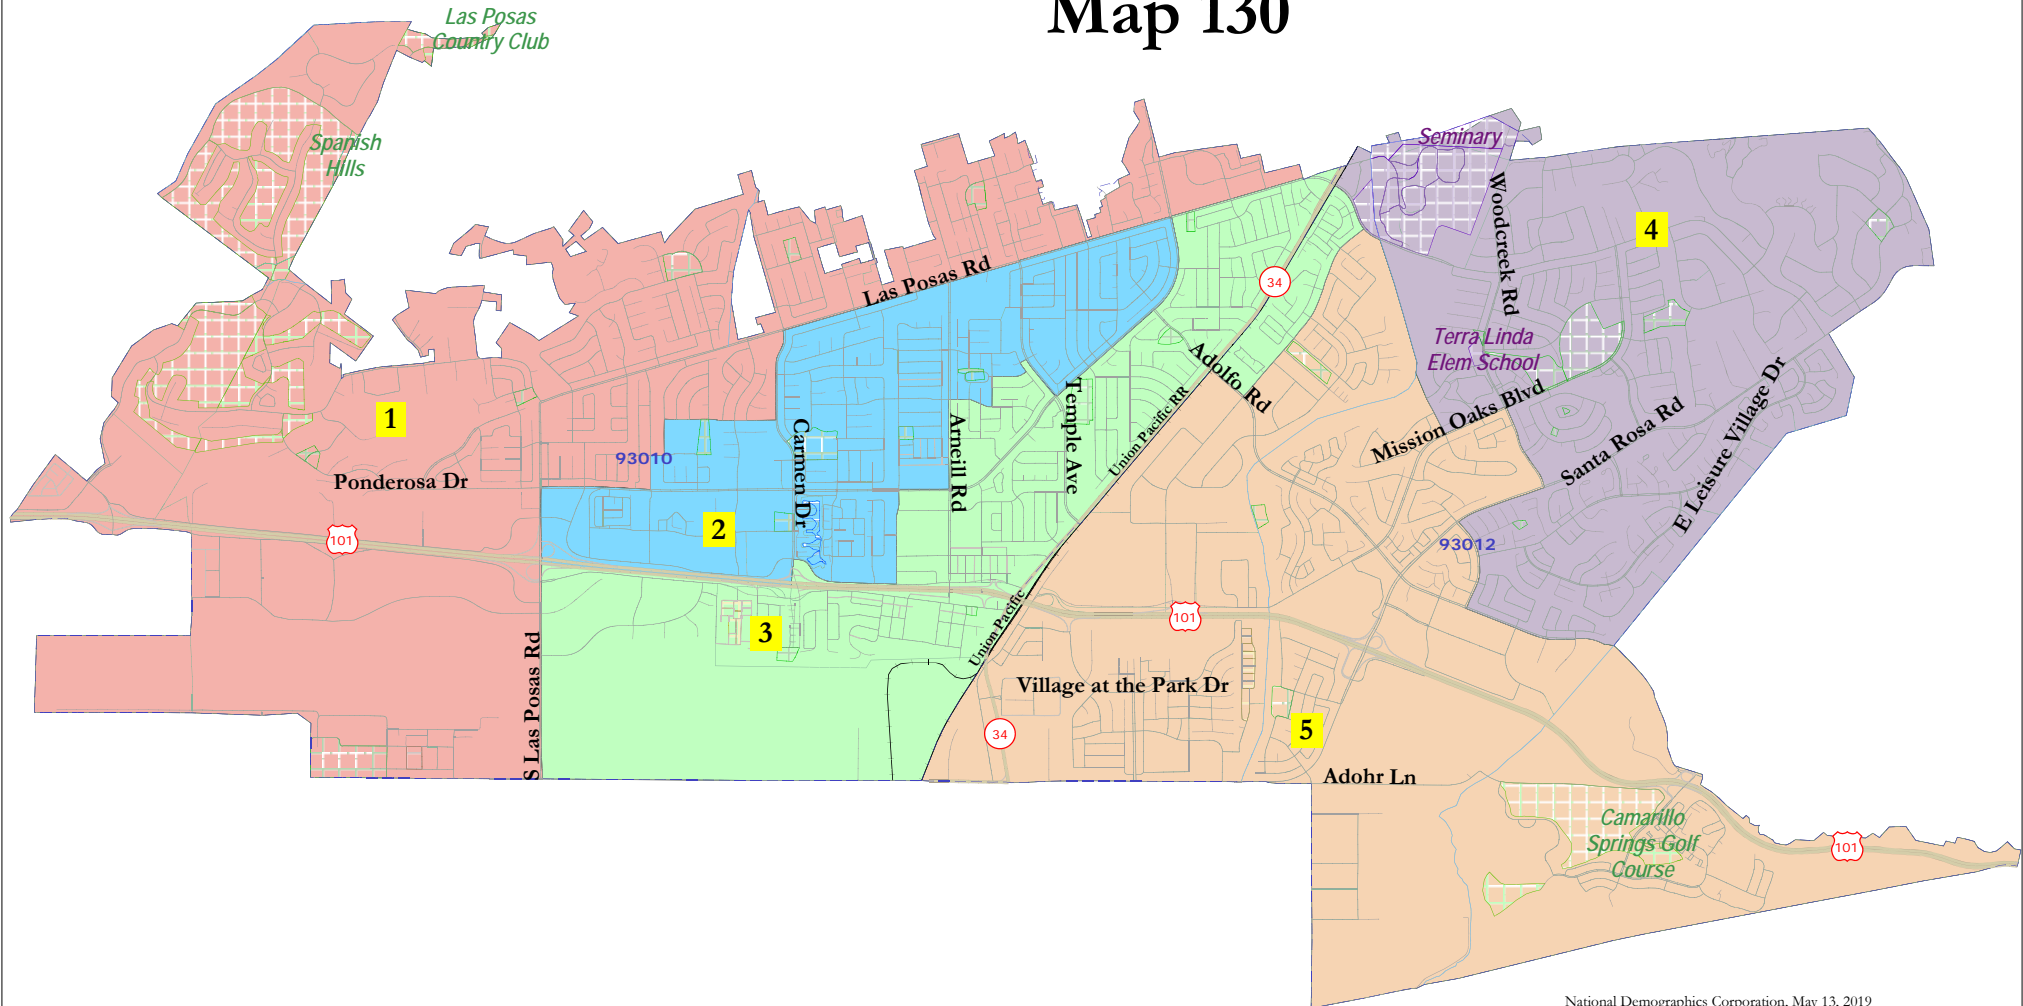 Map 130
Las Posas
Country Club
Spanish
Hills
Seminary
Woodcreek Rd
4
Las Posas Rd
34
Terra Linda
Elem School
Adolfo Rd
Temple Ave
Union Pacific RR
Mission Oaks Blvd
Santa Rosa Rd
E Leisure Village Dr
1
Carmen Dr
Arneill Rd
93010
Ponderosa Dr
2
101
93012
3
Union Pacific
101
S Las Posas Rd
Village at the Park Dr
34
5
Adohr Ln
Camarillo
Springs Golf
Course
101
National Demographics Corporation, May 13, 2019